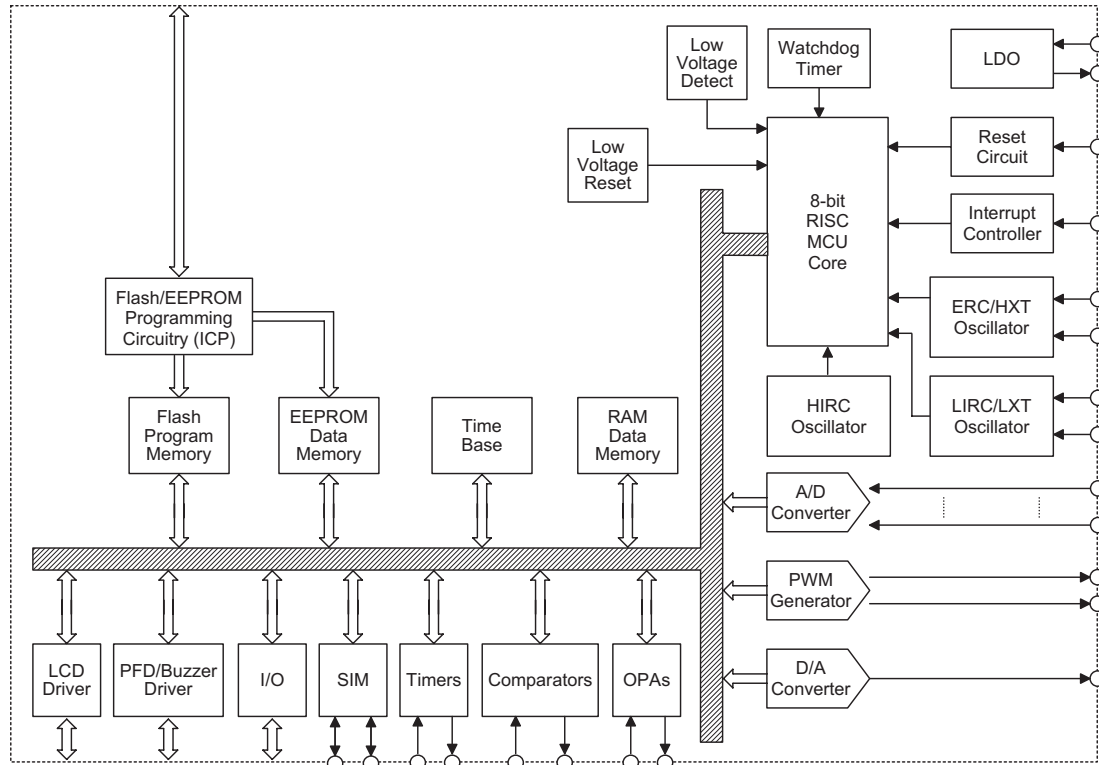 Low
Voltage
Detect
Watchdog
Timer
LDO
Low
Voltage
Reset
8-bit
RISC
MCU
Core
Reset
Circuit
Interrupt
Controller
Flash/EEPROM
Programming
Circuitry (ICP)
ERC/HXT
Oscillator
HIRC
Oscillator
LIRC/LXT
Oscillator
Flash
Program
Memory
EEPROM
Data
Memory
Time
Base
RAM
Data
Memory
A/D
Converter
PWM
Generator
D/A
Converter
LCD
Driver
PFD/Buzzer
Driver
I/O
SIM
Timers
Comparators
OPAs